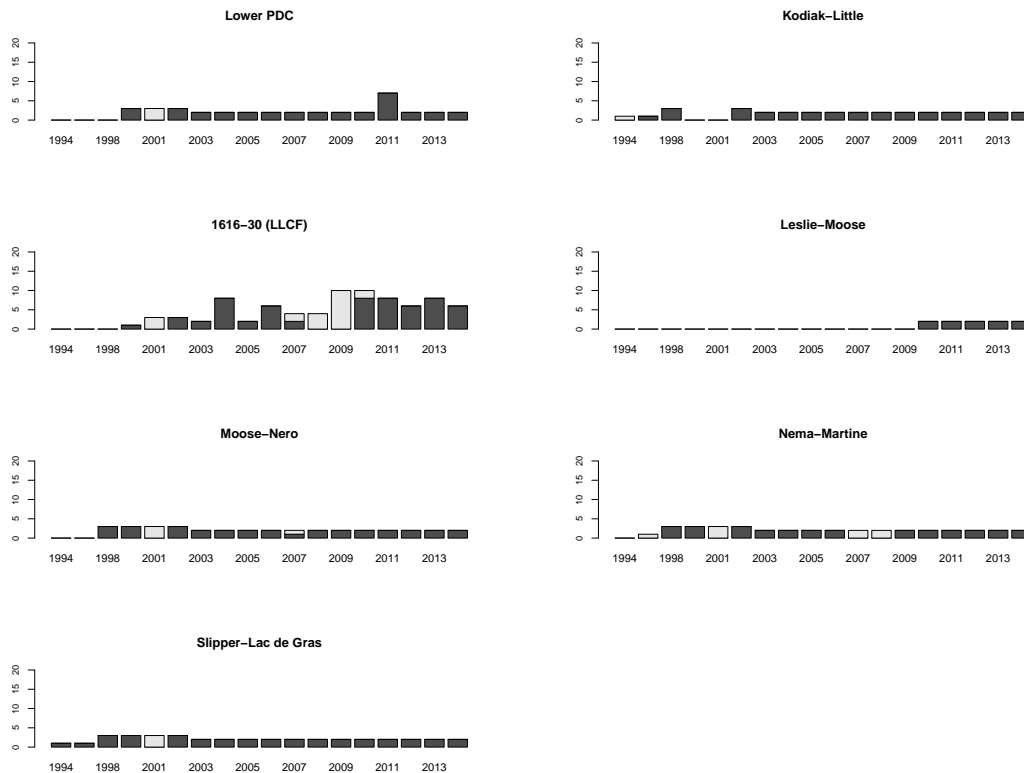 Lower PDC
0 5 10 15 20
1994 1998 2001 2003 2005 2007 2009 2011 2013
Kodiak–Little
0 5 10 15 20
1994 1998 2001 2003 2005 2007 2009 2011 2013
1616–30 (LLCF)
0 5 10 15 20
1994 1998 2001 2003 2005 2007 2009 2011 2013
Leslie–Moose
0 5 10 15 20
1994 1998 2001 2003 2005 2007 2009 2011 2013
Moose–Nero
0 5 10 15 20
1994 1998 2001 2003 2005 2007 2009 2011 2013
Nema–Martine
0 5 10 15 20
1994 1998 2001 2003 2005 2007 2009 2011 2013
Slipper–Lac de Gras
0 5 10 15 20
1994 1998 2001 2003 2005 2007 2009 2011 2013